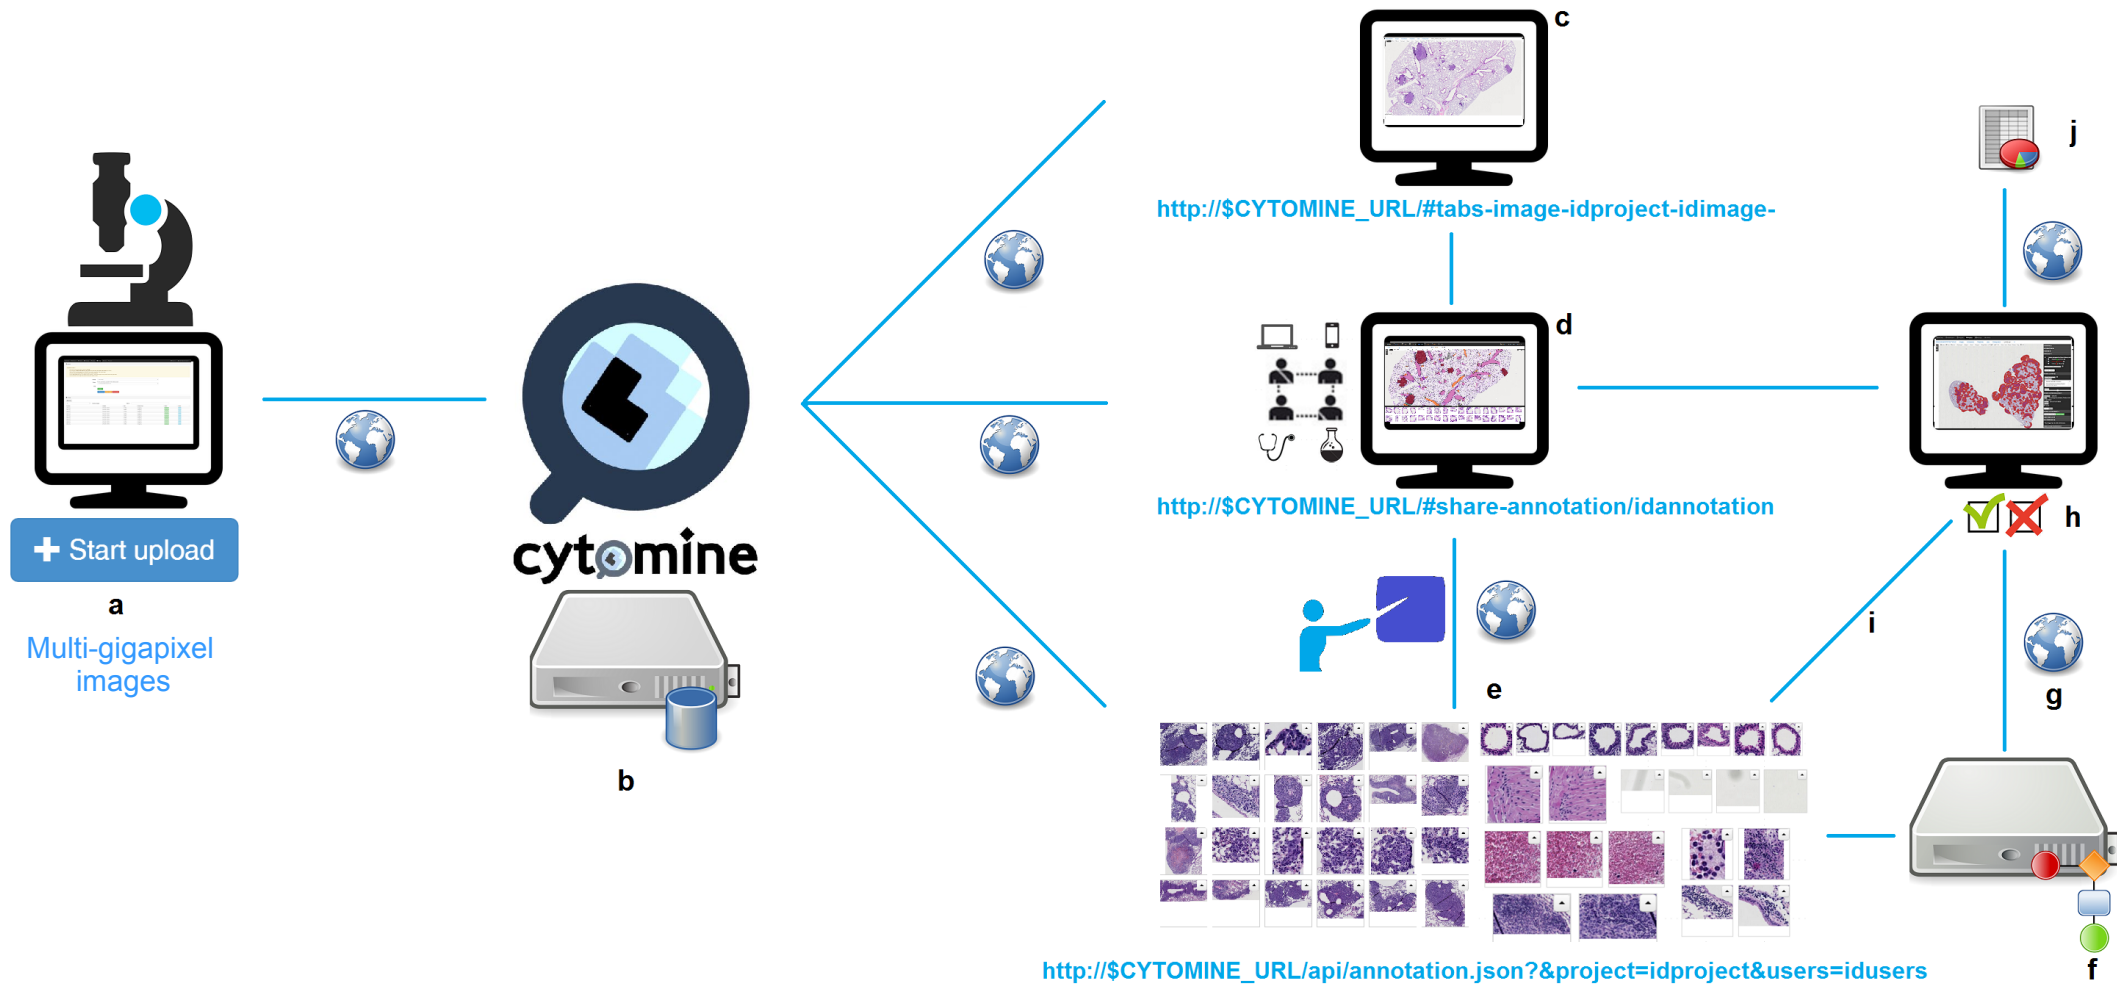 c
http://$CYTOMINE_URL/#tabs-image-idproject-idimage-
j
d
http://$CYTOMINE_URL/#share-annotation/idannotation
h
Start upload
a
Multi-gigapixel
images
cytomine
b
i
e
g
http://$CYTOMINE_URL/api/annotation.json?&project=idproject&users=idusers
f